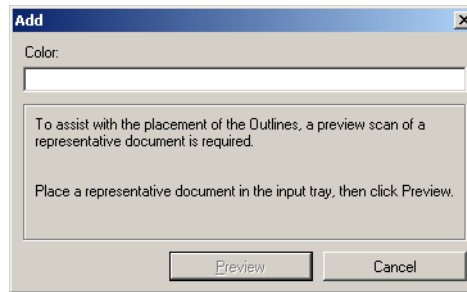 Add
Color:
To assist with the placement of the Outlines, a preview scan of a
representative document is required.
Place a representative document in the input tray, then click Preview.
Preview
Cancel